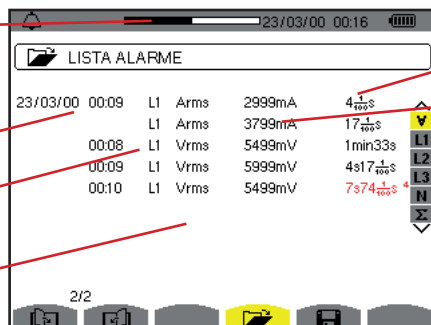 23/03/00 00:16
LISTA ALARME
23/03/00 00:09 L1 Arms 2999mA 4 1/100 s
L1 Arms 3799mA 17 1/100 s
00:08 L1 Vrms 5499mV 1min33s
00:09 L1 Vrms 5999mV 4s17 1/100 s
00:10 L1 Vrms 5499mV 7s74 1/100 s 4
∀
L1
L2
L3
N
Σ
2/2